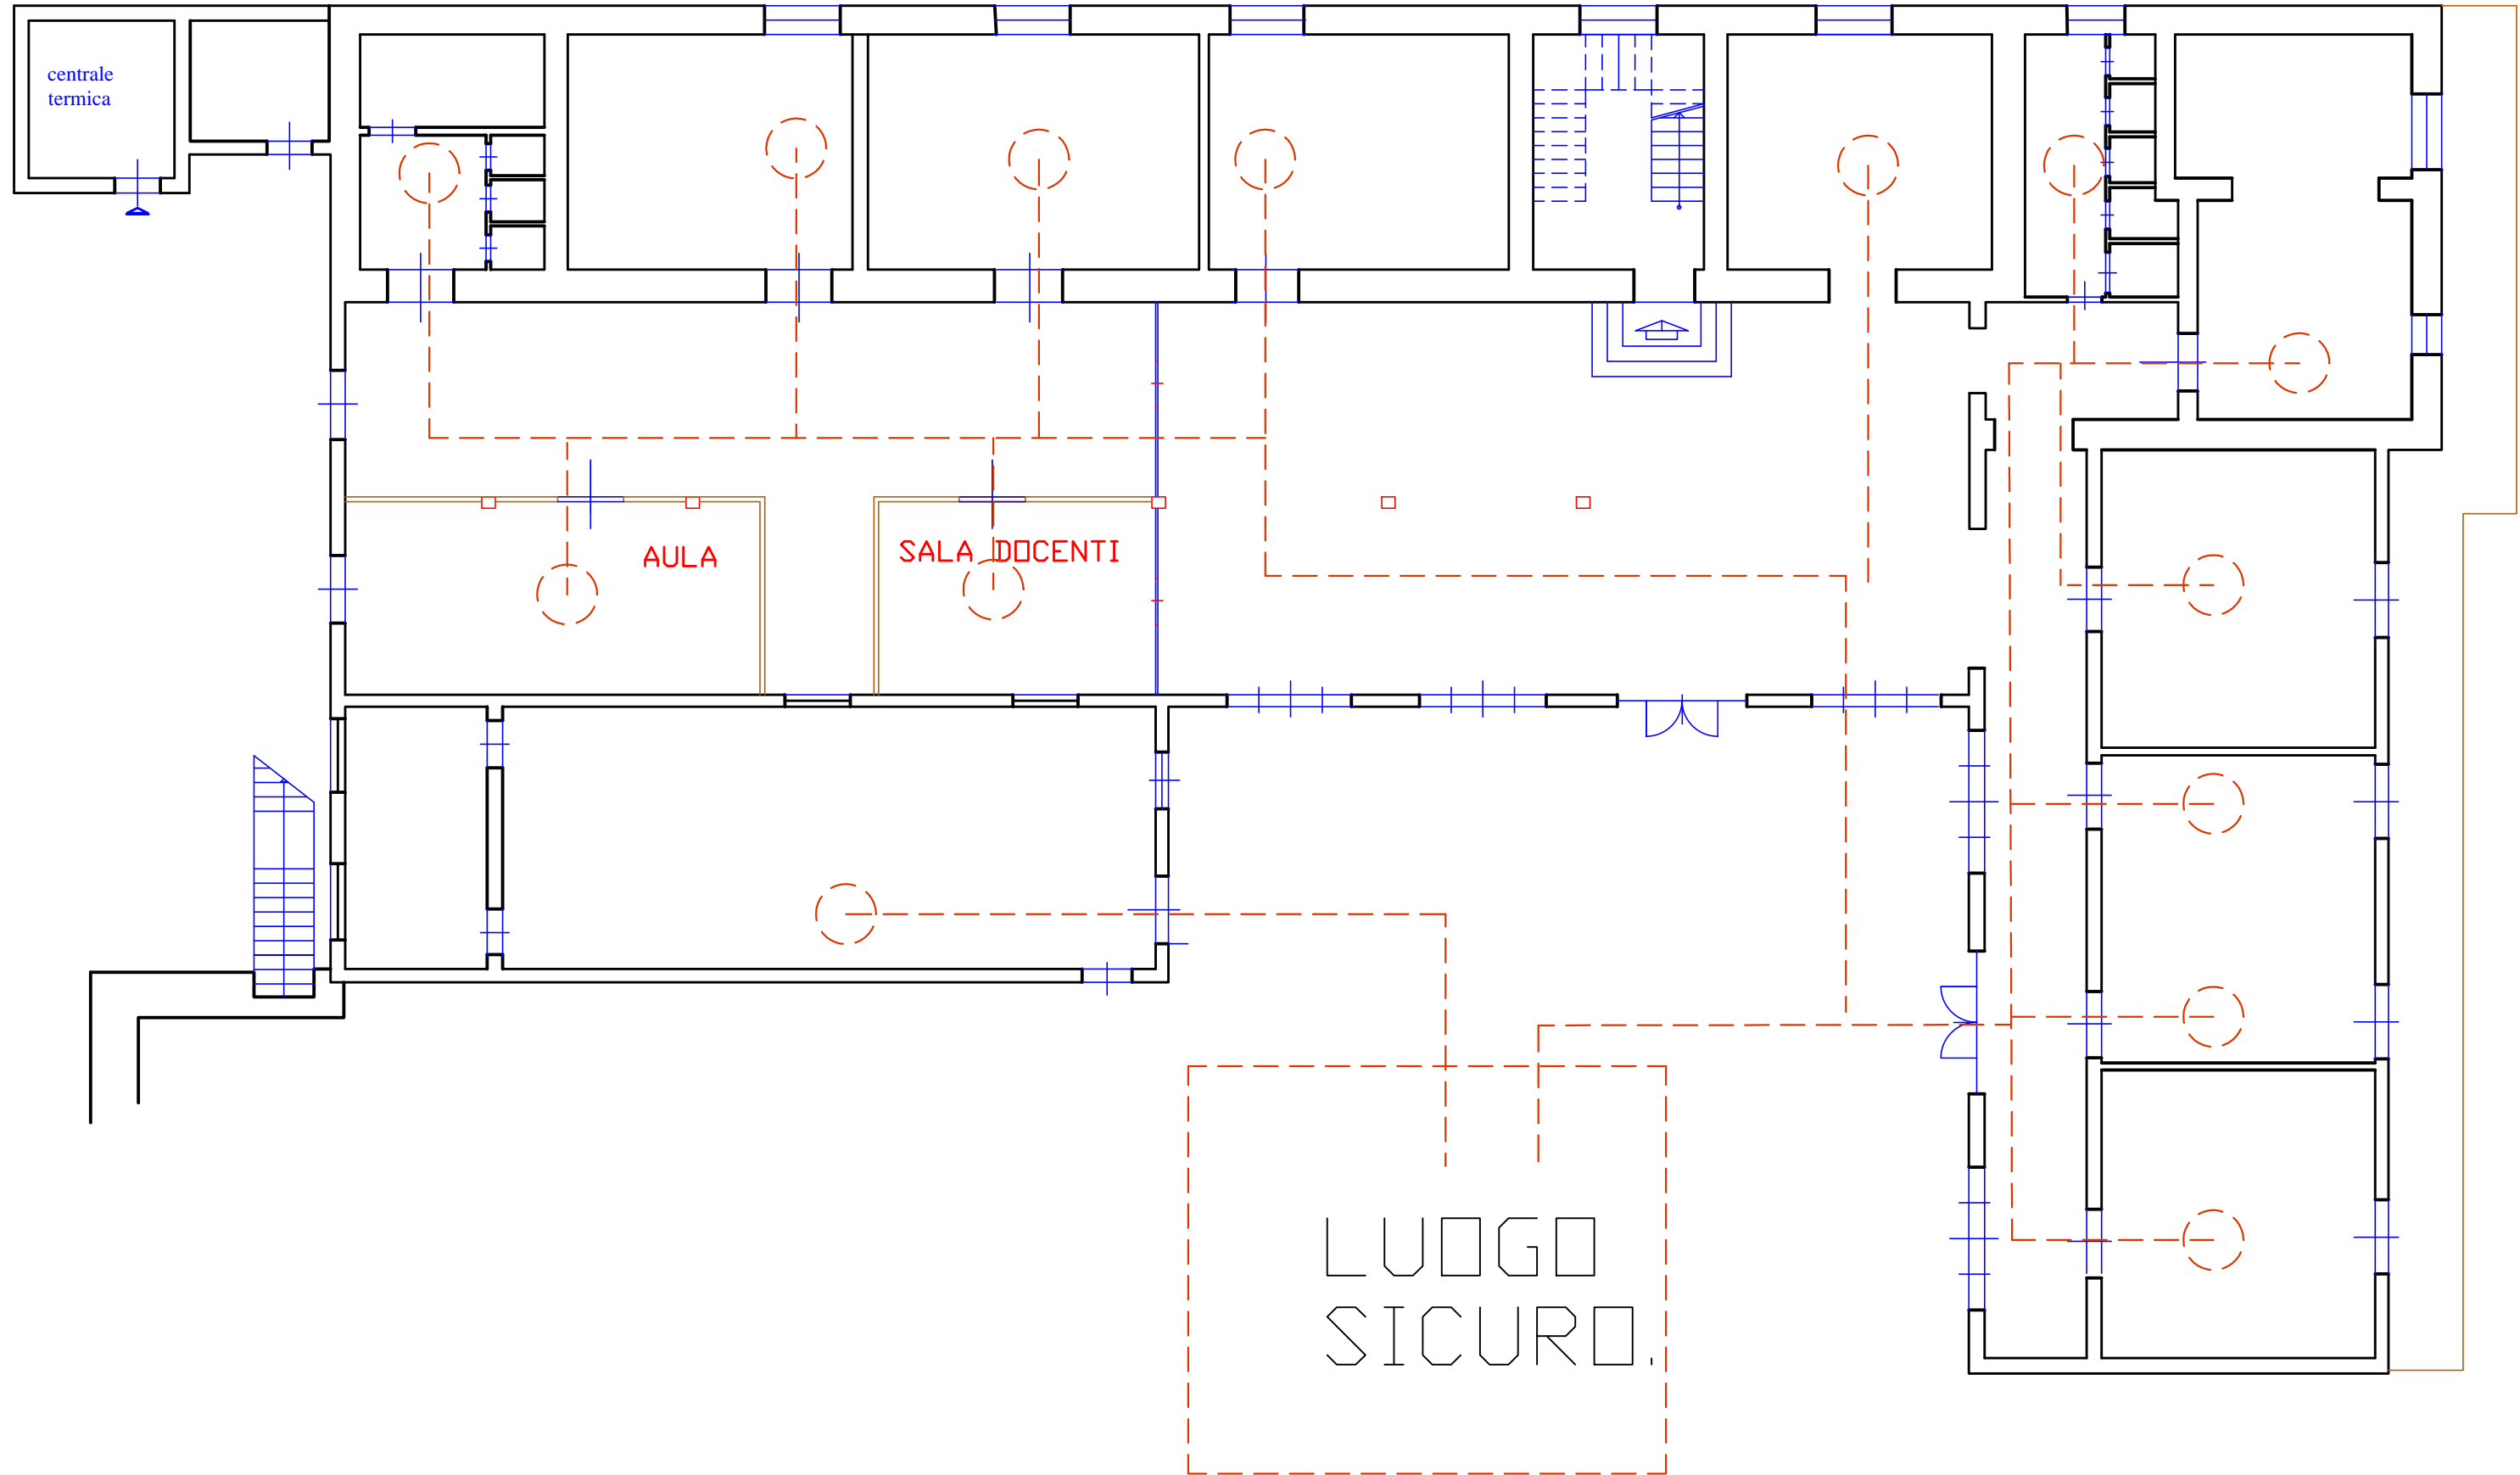 centrale
termica
AULA
SALA DOCENTI
LUOGO
SICURO.